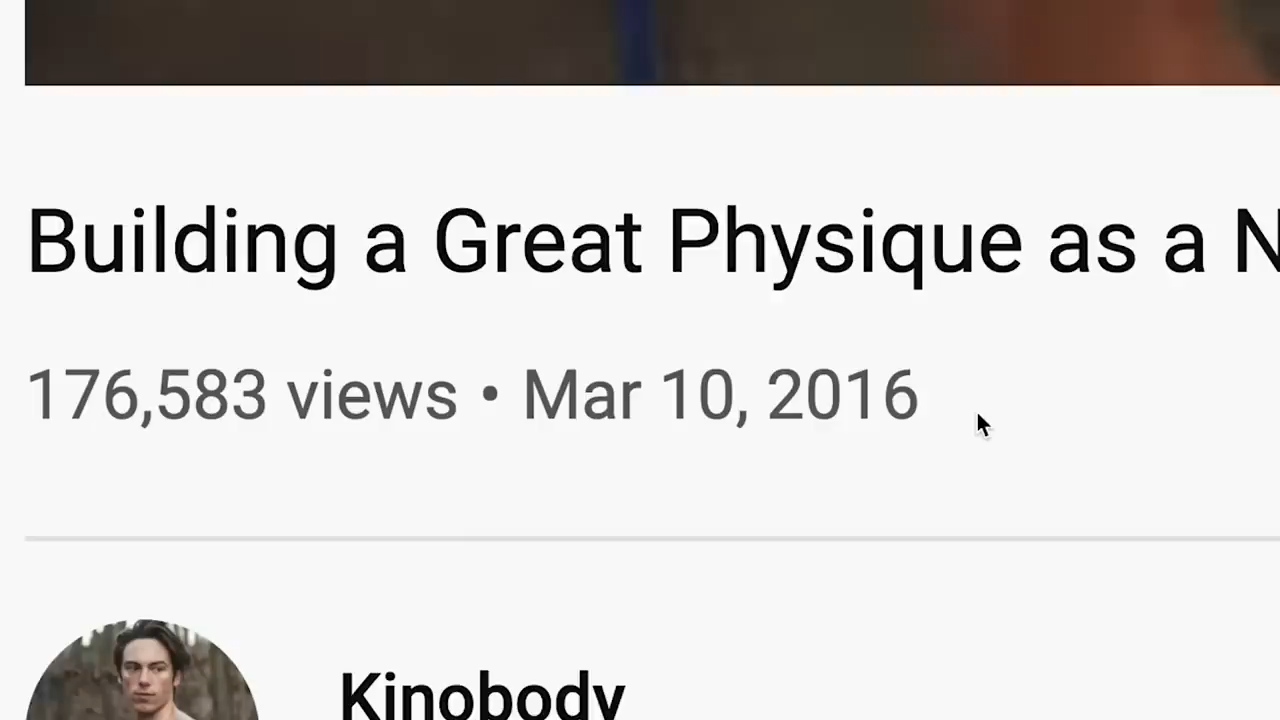 Building a Great Physique as a
176,583 views • Mar 10, 2016
Kinobody